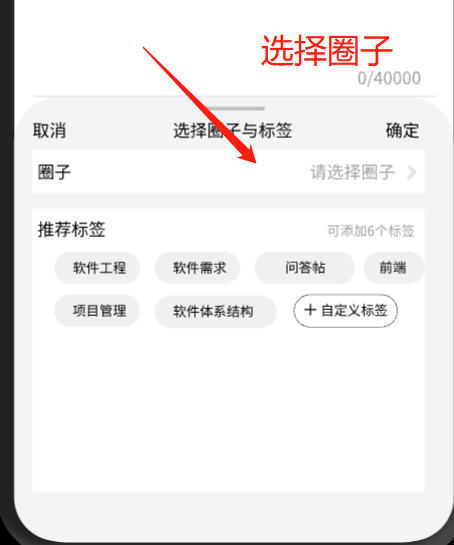 选择圈子
0/40000
取消 选择圈子与标签 确定
圈子 请选择圈子
推荐标签 可添加6个标签
软件工程 软件需求 问答帖 前端
项目管理 软件体系结构 + 自定义标签